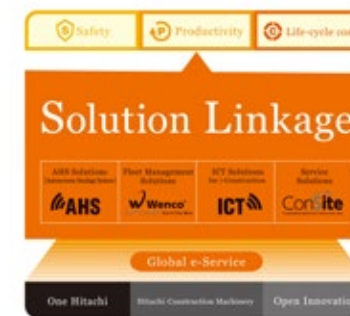 S Safety
P Productivity
C Life-cycle co
Solution Linkage
AHS Solutions
Fleet Management
Solutions
ICT Solutions
Service
Solutions
AHS
Wenco
ICT
ConSite
Global e-Service
One Hitachi
Hitachi Construction Machinery
Open Innovatio